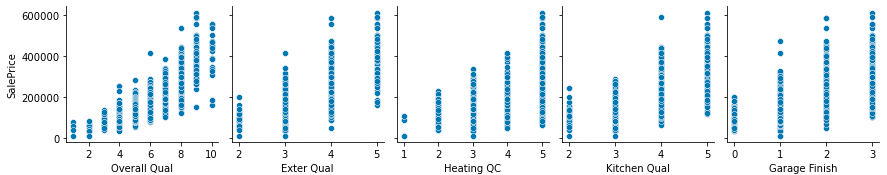 600000
400000
200000
0
SalePrice
2 4 6 8 10
Overall Qual
2 3 4 5
Exter Qual
1 2 3 4 5
Heating QC
2 3 4 5
Kitchen Qual
0 1 2 3
Garage Finish